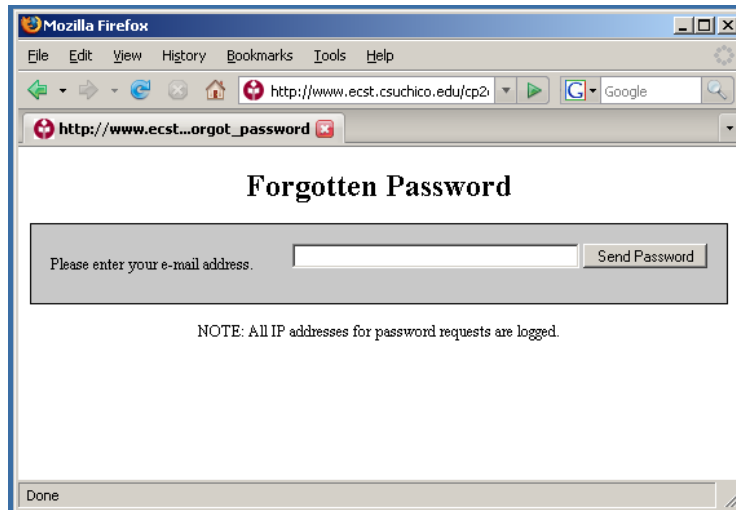 Mozilla Firefox
File Edit View History Bookmarks Tools Help
http://www.ecst.csuchico.edu/cp2 G Google
http://www.ecst...orgot_password
Forgotten Password
Please enter your e-mail address. Send Password
NOTE: All IP addresses for password requests are logged.
Done